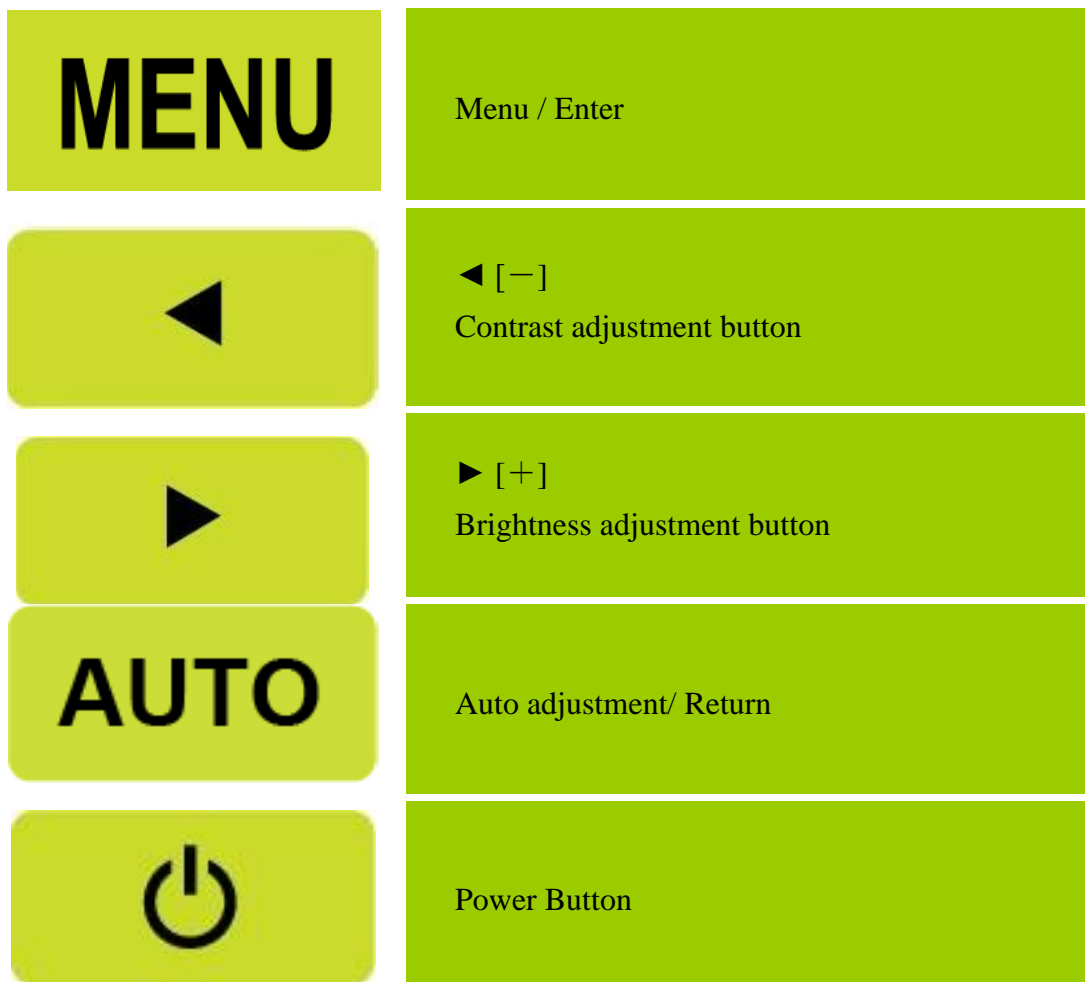 MENU
Menu / Enter
◄ [－]
Contrast adjustment button
► [＋]
Brightness adjustment button
AUTO
Auto adjustment/ Return
Power Button